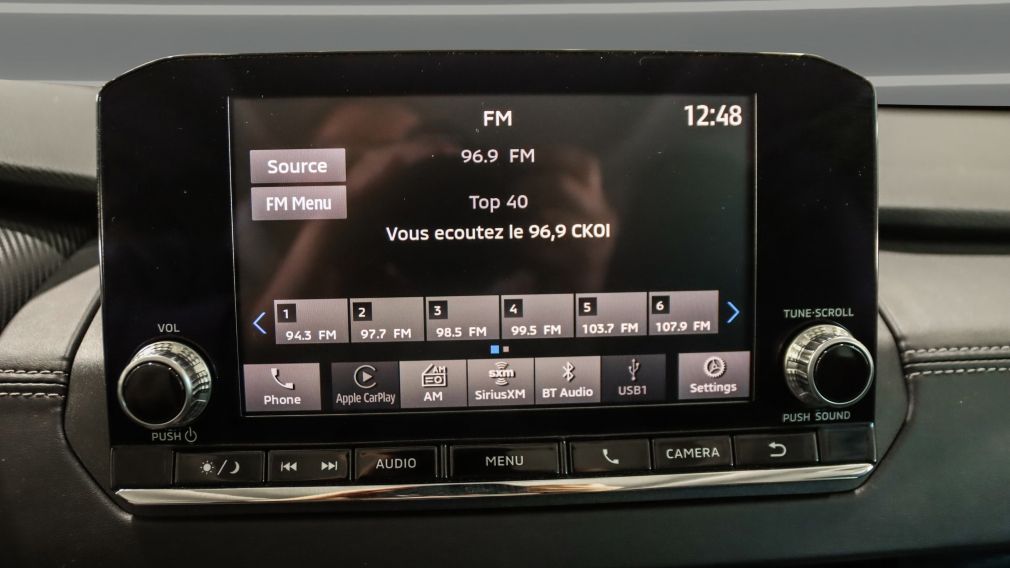 FM
12:48
96.9 FM
Source
FM Menu
Top 40
Vous ecoutez le 96,9 CKOI
1 2 3 4 5 6
94.3 FM 97.7 FM 98.5 FM 99.5 FM 103.7 FM 107.9 FM
VOL
TUNE·SCROLL
AM
sxm
Phone Apple CarPlay AM SiriusXM BT Audio USB1 Settings
PUSH
PUSH SOUND
AUDIO MENU CAMERA